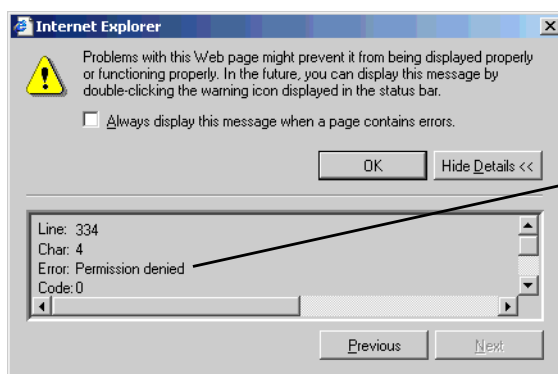 Internet Explorer
Problems with this Web page might prevent it from being displayed properly
or functioning properly. In the future, you can display this message by
double-clicking the warning icon displayed in the status bar.
Always display this message when a page contains errors.
OK
Hide Details <<
Line: 334
Char: 4
Error: Permission denied
Code: 0
Previous
Next